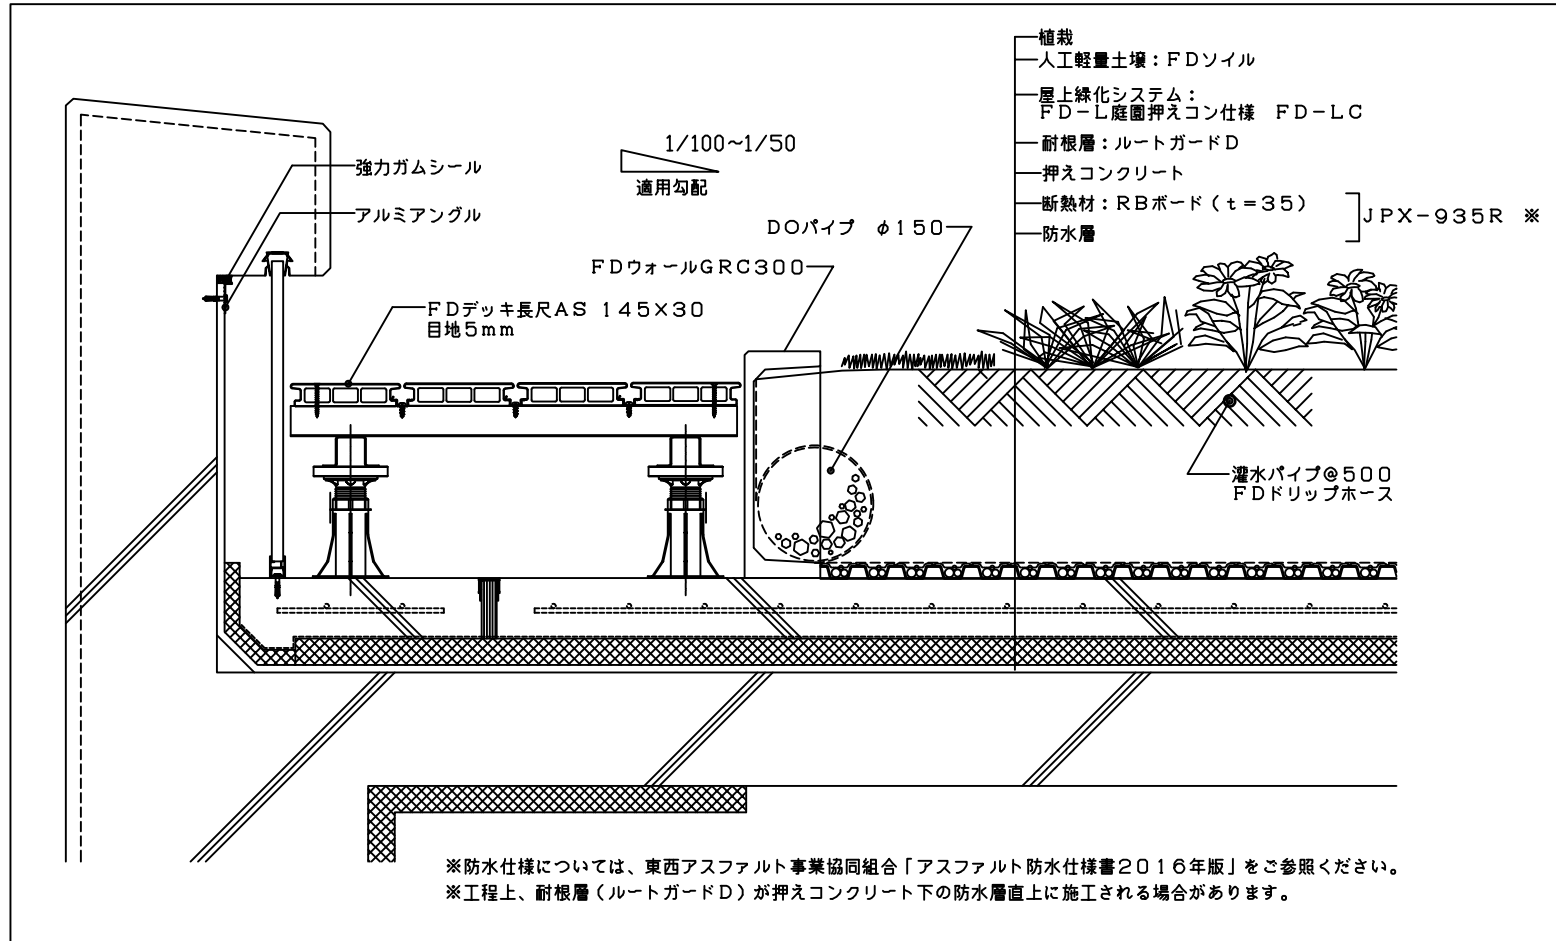 植栽
人工軽量土壌：ＦＤソイル
屋上緑化システム：
ＦＤ－Ｌ庭園押えコン仕様　ＦＤ－ＬＣ
耐根層：ルートガードＤ
押えコンクリート
断熱材：ＲＢボード（ｔ＝３５）
防水層
ＪＰＸ－９３５Ｒ ※
1/100~1/50
適用勾配
強力ガムシール
アルミアングル
ＤＯパイプ　φ１５０
ＦＤウォールＧＲＣ３００
ＦＤデッキ長尺ＡＳ １４５×３０
目地５ｍｍ
灌水パイプ＠５００
ＦＤドリップホース
※防水仕様については、東西アスファルト事業協同組合「アスファルト防水仕様書２０１６年版」をご参照ください。
※工程上、耐根層（ルートガードＤ）が押えコンクリート下の防水層直上に施工される場合があります。